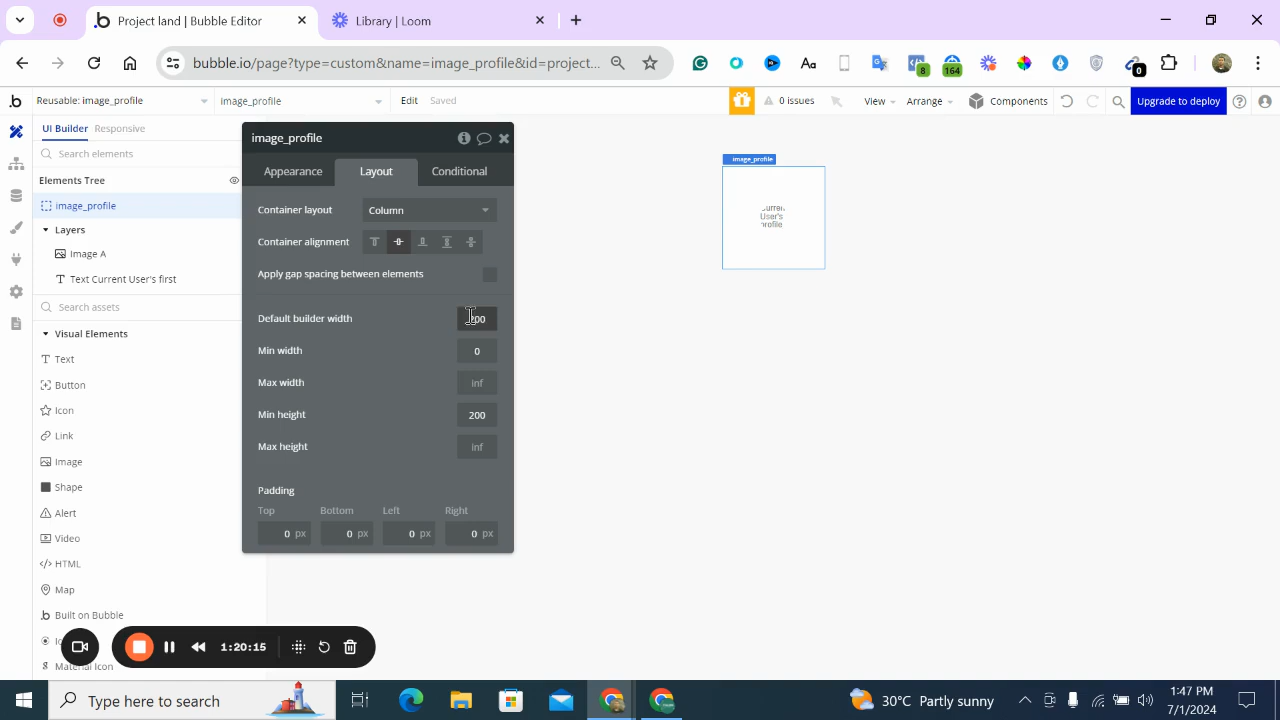 Project land | Bubble Editor
Library | Loom
bubble.io/page?type=custom&name=image_profile&id=project...
8
164
0
Reusable: image_profile
image_profile
Edit
Saved
0 issues
View
Arrange
Components
Upgrade to deploy
UI Builder
Responsive
Search elements
Elements Tree
image_profile
Layers
Image A
Text Current User's first
Search assets
Visual Elements
Text
Button
Icon
Link
Image
Shape
Alert
Video
HTML
Map
Built on Bubble
Material Icon
image_profile
Appearance
Layout
Conditional
Container layout
Column
Container alignment
Apply gap spacing between elements
Default builder width
200
Min width
0
Max width
inf
Min height
200
Max height
inf
Padding
Top
Bottom
Left
Right
0 px
0 px
0 px
0 px
image_profile
User's
1:20:15
Type here to search
30°C Partly sunny
1:47 PM
7/1/2024